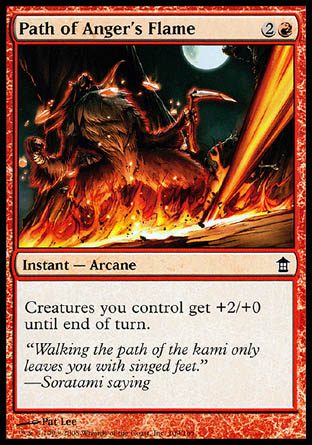 Path of Anger's Flame 2
Instant — Arcane
Creatures you control get +2/+0
until end of turn.
"Walking the path of the kami only
leaves you with singed feet."
—Soratami saying
Pat Lee